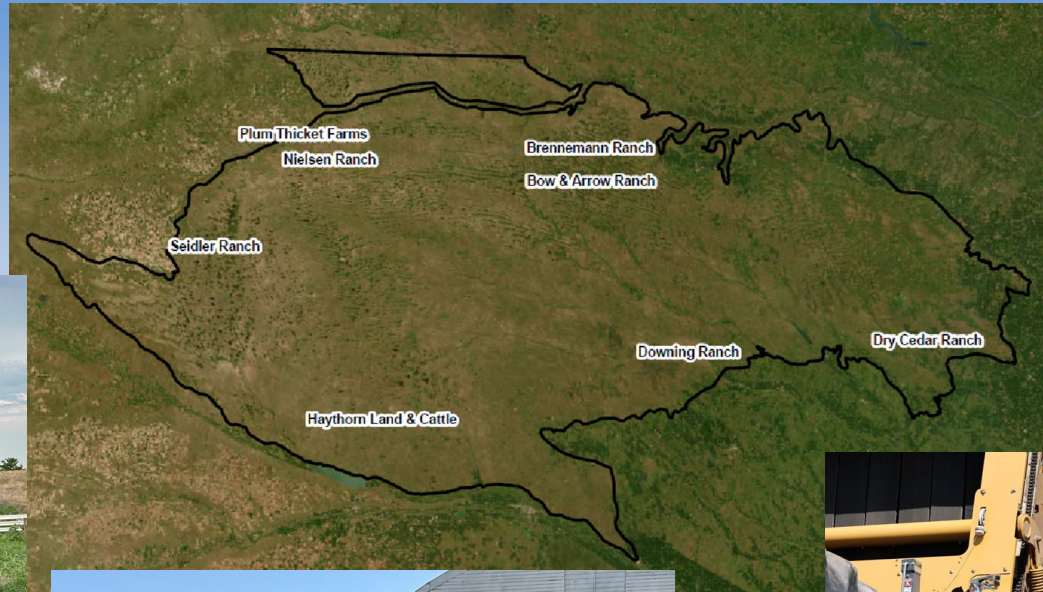 Plum Thicket Farms
Nielsen Ranch
Brennemann Ranch
Bow & Arrow Ranch
Seidler Ranch
Downing Ranch
Dry Cedar Ranch
Haythorn Land & Cattle